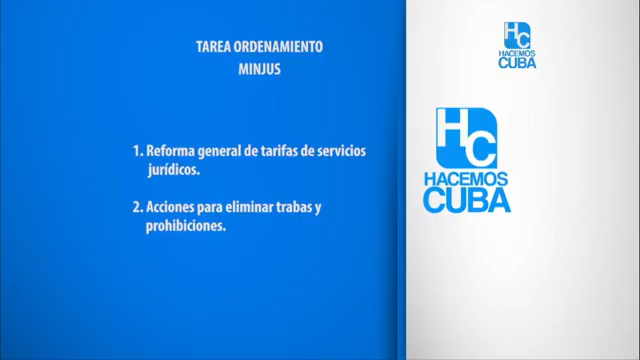 TAREA ORDENAMIENTO
MINJUS
1. Reforma general de tarifas de servicios
jurídicos.
2. Acciones para eliminar trabas y
prohibiciones.
HC
HACEMOS
CUBA
HC
HACEMOS
CUBA